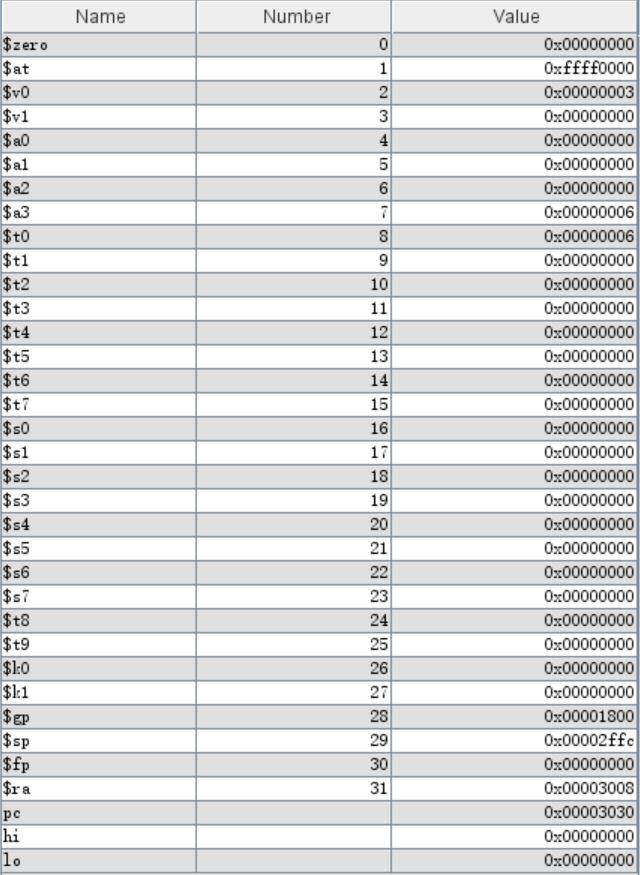 Name Number Value
$zero 0 0x00000000
$at 1 0xffff0000
$v0 2 0x00000003
$v1 3 0x00000000
$a0 4 0x00000000
$a1 5 0x00000000
$a2 6 0x00000000
$a3 7 0x00000006
$t0 8 0x00000006
$t1 9 0x00000000
$t2 10 0x00000000
$t3 11 0x00000000
$t4 12 0x00000000
$t5 13 0x00000000
$t6 14 0x00000000
$t7 15 0x00000000
$s0 16 0x00000000
$s1 17 0x00000000
$s2 18 0x00000000
$s3 19 0x00000000
$s4 20 0x00000000
$s5 21 0x00000000
$s6 22 0x00000000
$s7 23 0x00000000
$t8 24 0x00000000
$t9 25 0x00000000
$k0 26 0x00000000
$k1 27 0x00000000
$gp 28 0x00001800
$sp 29 0x00002ffc
$fp 30 0x00000000
$ra 31 0x00003008
pc 0x00003030
hi 0x00000000
lo 0x00000000